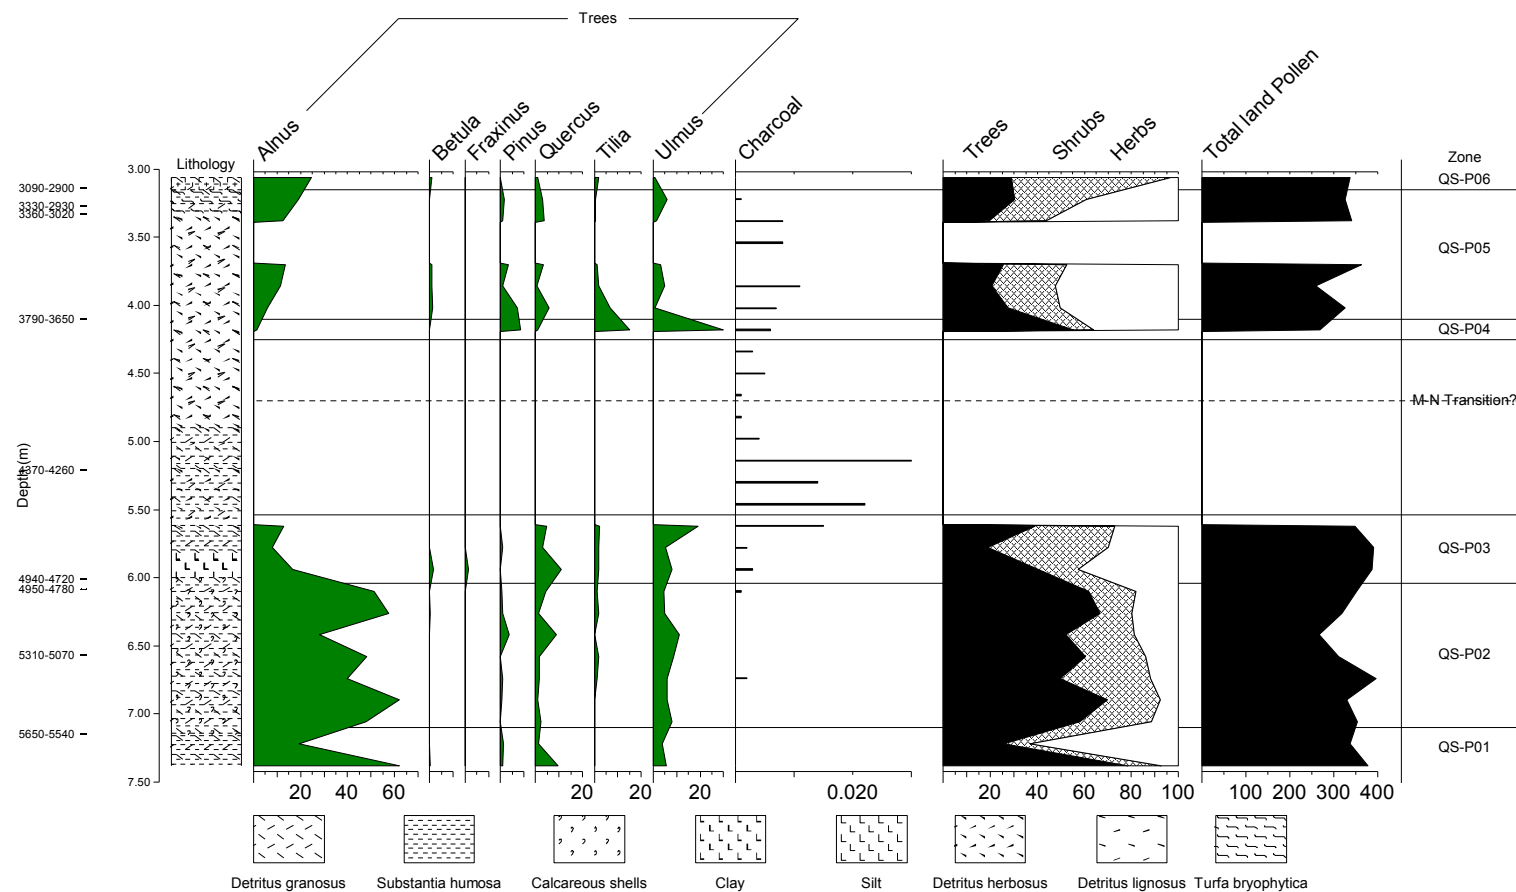 Trees
Alnus
Betula
Fraxinus
Pinus
Quercus
Tilia
Ulmus
Charcoal
Trees
Shrubs
Herbs
Total land Pollen
Lithology
Zone
3.00
3090-2900
QS-P06
3330-2930
3360-3020
3.50
QS-P05
4.00
3790-3650
QS-P04
4.50
M-N Transition?
5.00
4370-4260
Depth (m)
5.50
QS-P03
6.00
4940-4720
4950-4780
6.50
5310-5070
QS-P02
7.00
5650-5540
QS-P01
7.50
20 40 60 20 20 20 0.020 20 40 60 80 100 100 200 300 400
Detritus granosus Substantia humosa Calcareous shells Clay Silt Detritus herbosus Detritus lignosus Turfa bryophytica